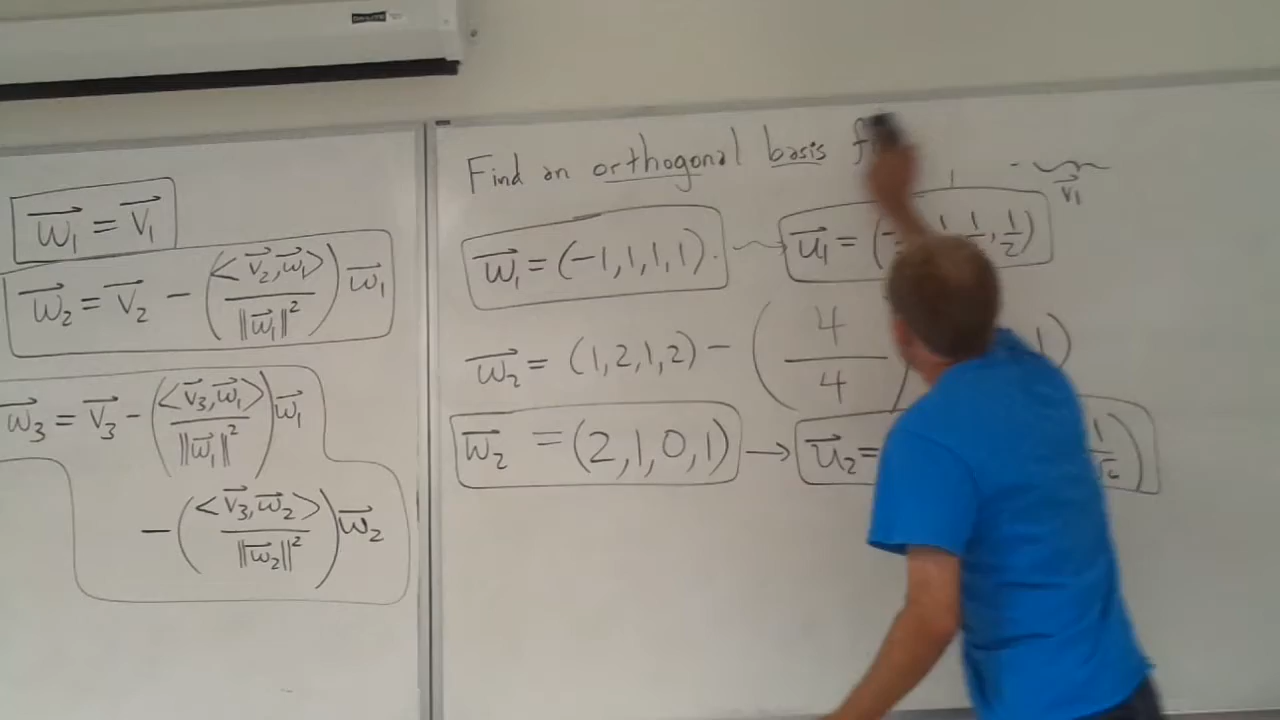 w₁ = v₁
w₂ = v₂ − (<v₂, w₁> / ||w₁||²) w₁
w₃ = v₃ − (<v₃, w₁> / ||w₁||²) w₁
− (<v₃, w₂> / ||w₂||²) w₂
Find an orthogonal basis f
v₁
w₁ = (-1, 1, 1, 1). u₁ = (- 1/2, 1/2)
w₂ = (1, 2, 1, 2) − (4 / 4) 1)
w₂ = (2, 1, 0, 1) → u₂ = 1/√6)